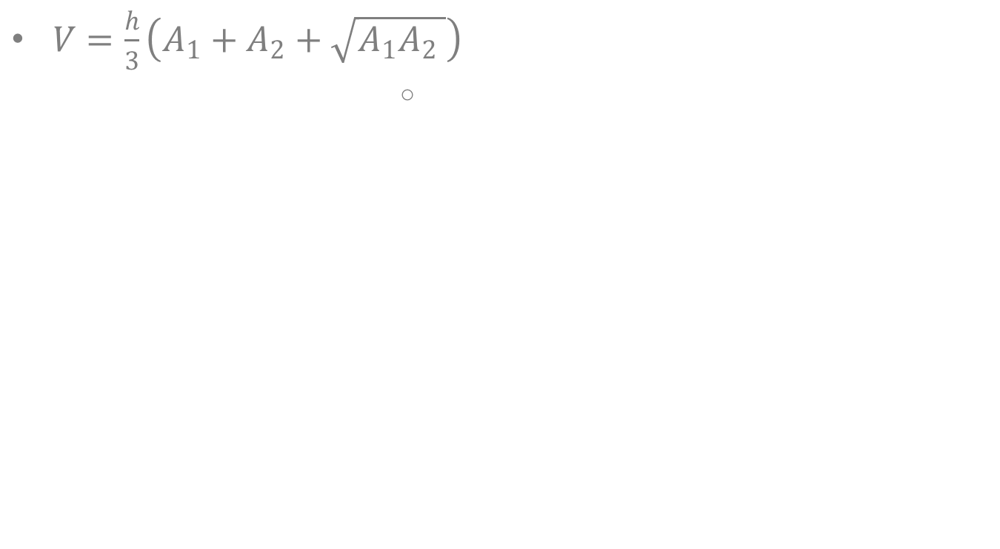 • V = h/3 (A₁ + A₂ + √(A₁A₂))
○